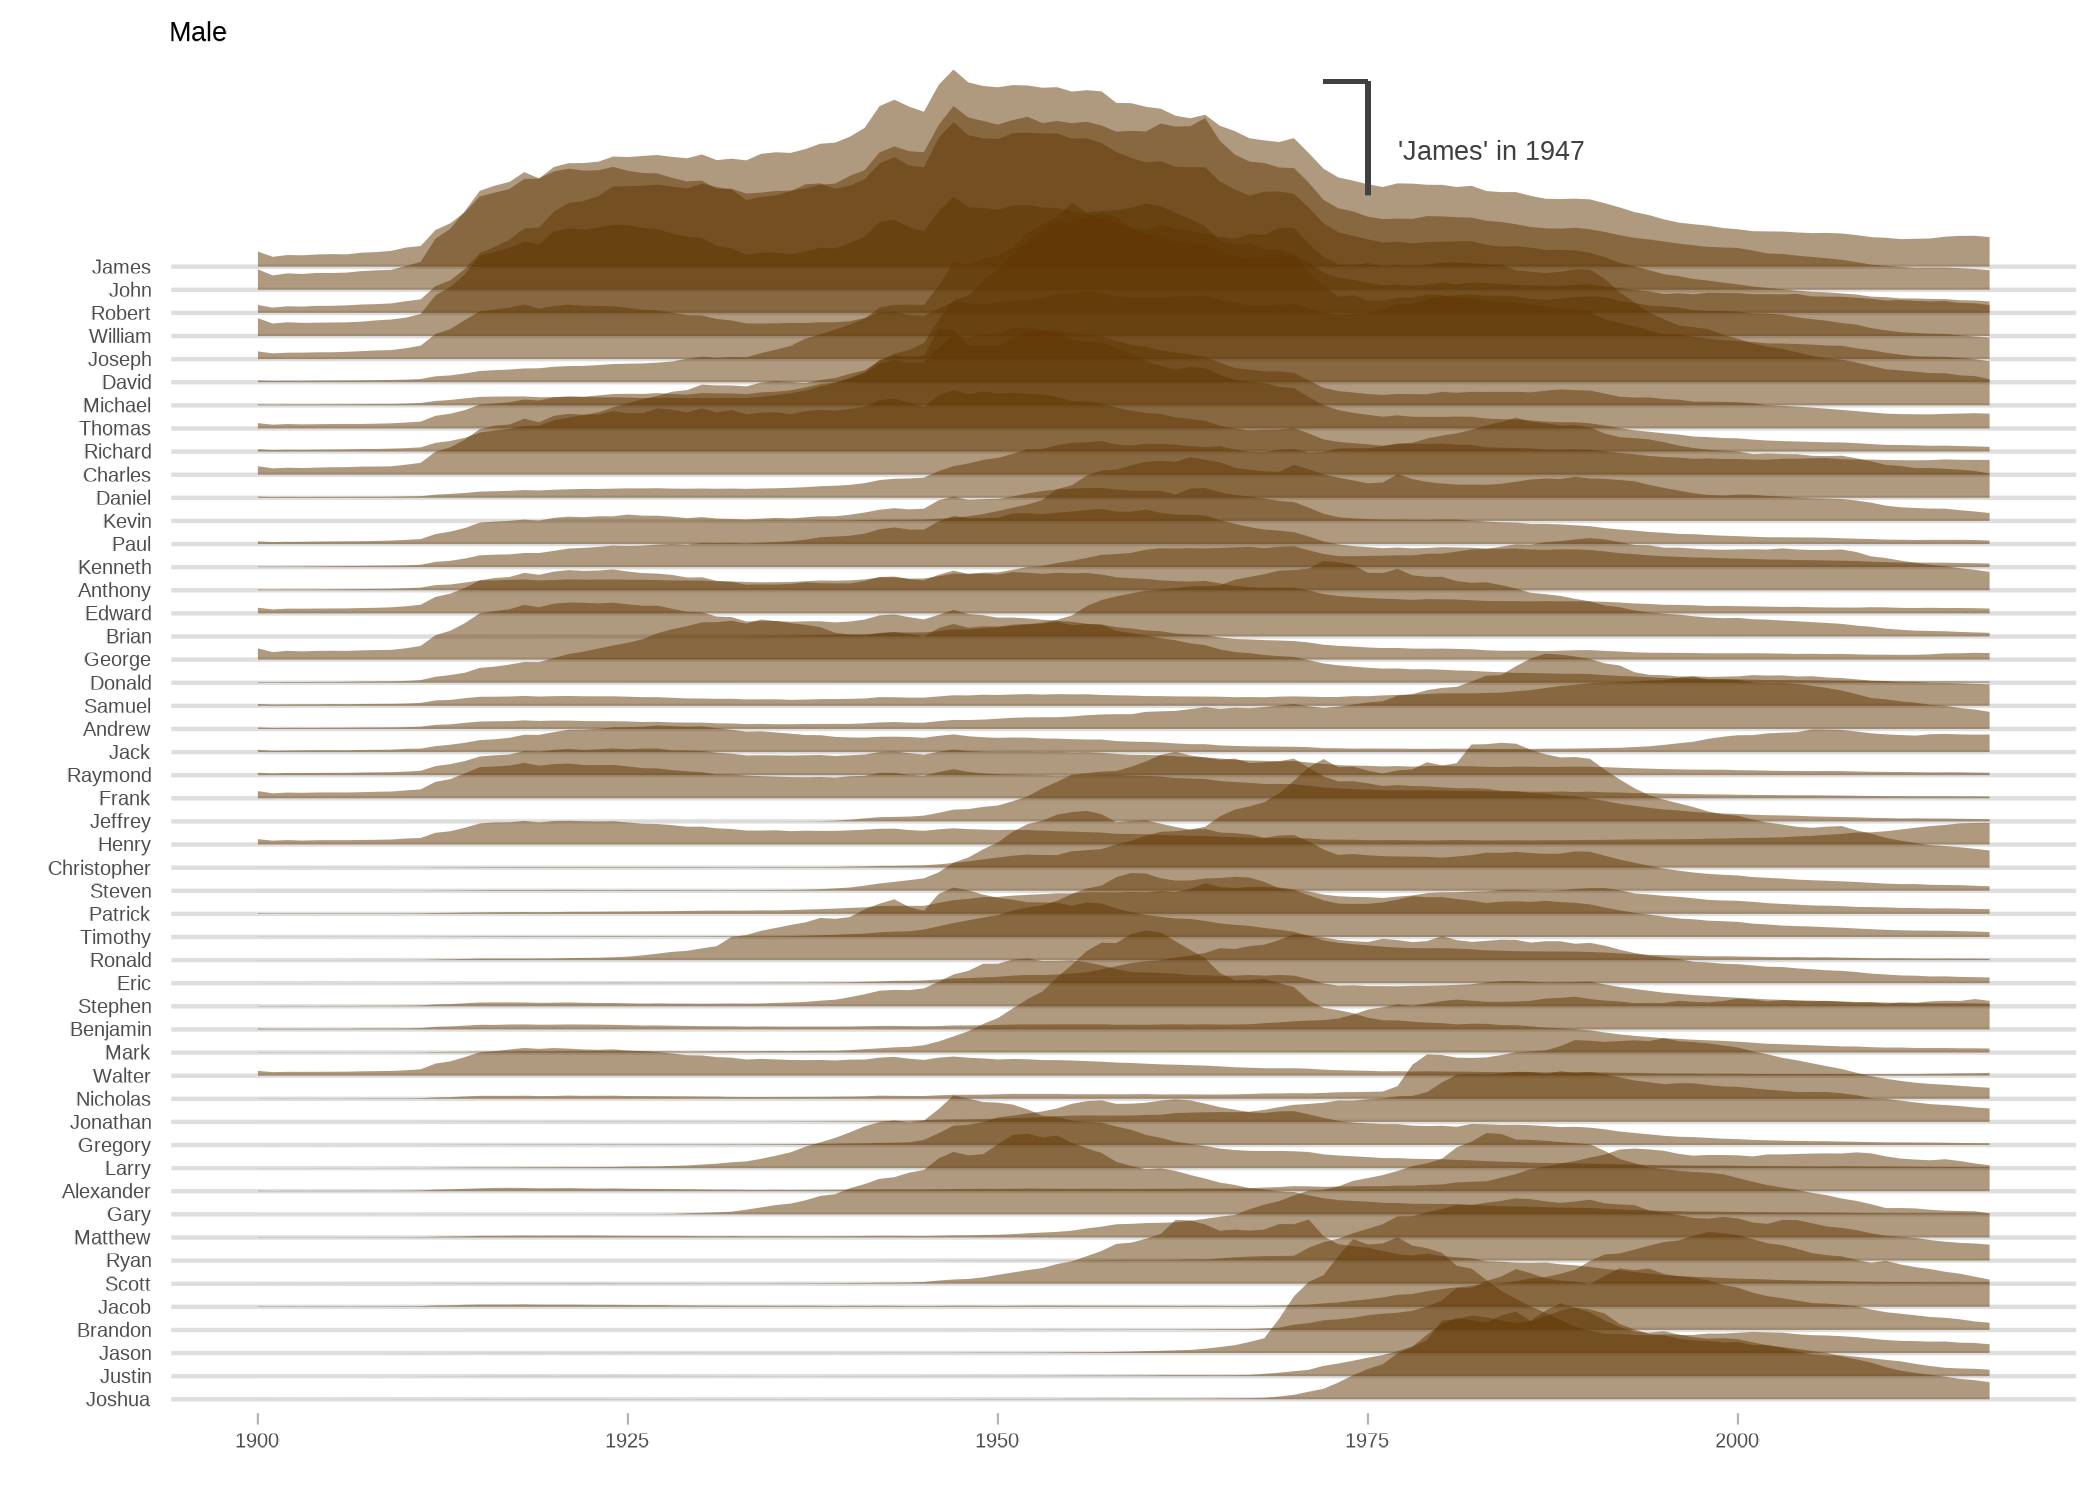 Male
'James' in 1947
James
John
Robert
William
Joseph
David
Michael
Thomas
Richard
Charles
Daniel
Kevin
Paul
Kenneth
Anthony
Edward
Brian
George
Donald
Samuel
Andrew
Jack
Raymond
Frank
Jeffrey
Henry
Christopher
Steven
Patrick
Timothy
Ronald
Eric
Stephen
Benjamin
Mark
Walter
Nicholas
Jonathan
Gregory
Larry
Alexander
Gary
Matthew
Ryan
Scott
Jacob
Brandon
Jason
Justin
Joshua
1900 1925 1950 1975 2000